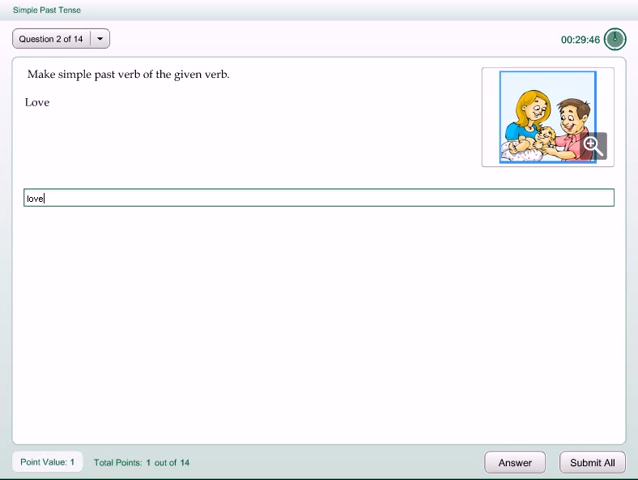 Simple Past Tense
Question 2 of 14
00:29:46
Make simple past verb of the given verb.
Love
love
Point Value: 1
Total Points: 1 out of 14
Answer
Submit All